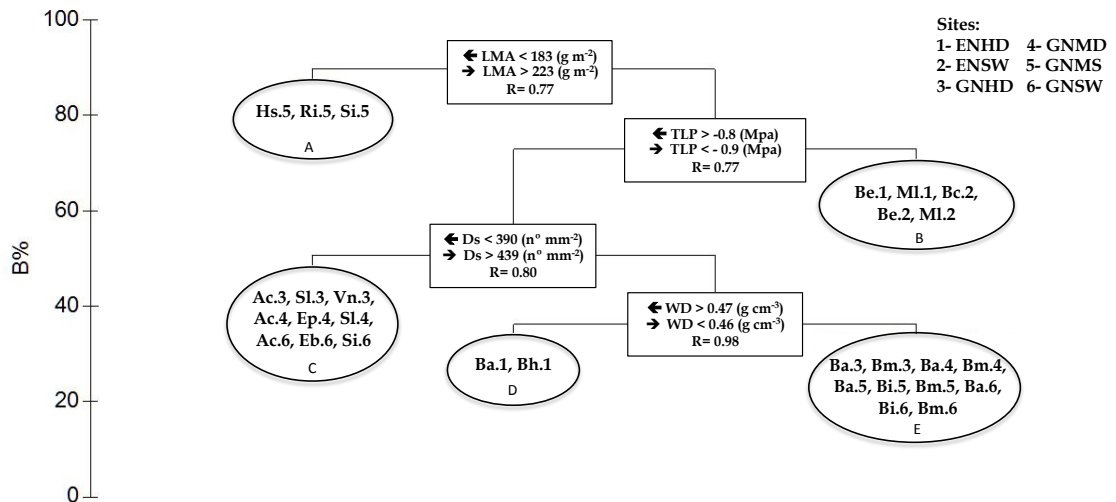 100
80
60
40
20
0
B%
Sites:
1- ENHD 4- GNMD
2- ENSW 5- GNMS
3- GNHD 6- GNSW
🡨 LMA < 183 (g m⁻²)
🡪 LMA > 223 (g m⁻²)
R= 0.77
Hs.5, Ri.5, Si.5
A
🡨 TLP > -0.8 (Mpa)
🡪 TLP < - 0.9 (Mpa)
R= 0.77
Be.1, Ml.1, Bc.2,
Be.2, Ml.2
B
🡨 Ds < 390 (nº mm⁻²)
🡪 Ds > 439 (nº mm⁻²)
R= 0.80
Ac.3, Sl.3, Vn.3,
Ac.4, Ep.4, Sl.4,
Ac.6, Eb.6, Si.6
C
🡨 WD > 0.47 (g cm⁻³)
🡪 WD < 0.46 (g cm⁻³)
R= 0.98
Ba.1, Bh.1
D
Ba.3, Bm.3, Ba.4, Bm.4,
Ba.5, Bi.5, Bm.5, Ba.6,
Bi.6, Bm.6
E